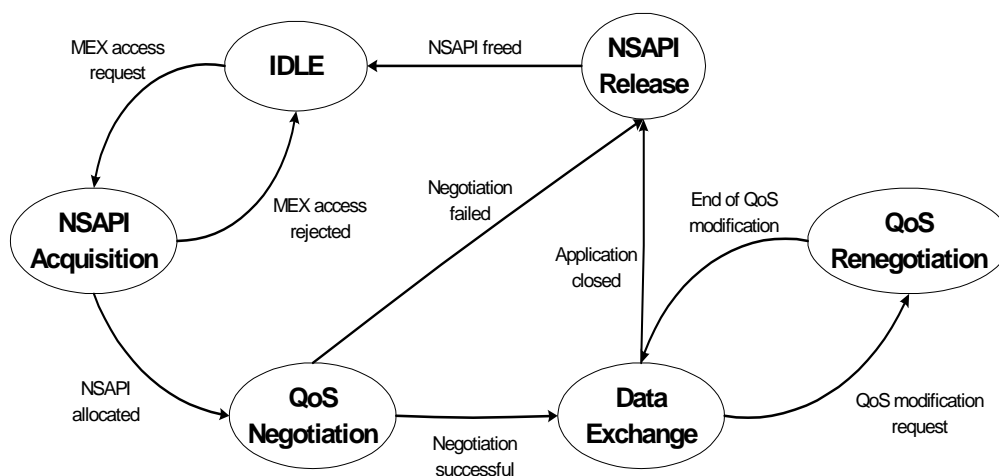 MEX access
request
IDLE
NSAPI freed
NSAPI
Release
NSAPI
Acquisition
MEX access
rejected
Negotiation
failed
Application
closed
End of QoS
modification
QoS
Renegotiation
NSAPI
allocated
QoS
Negotiation
Negotiation
successful
Data
Exchange
QoS modification
request